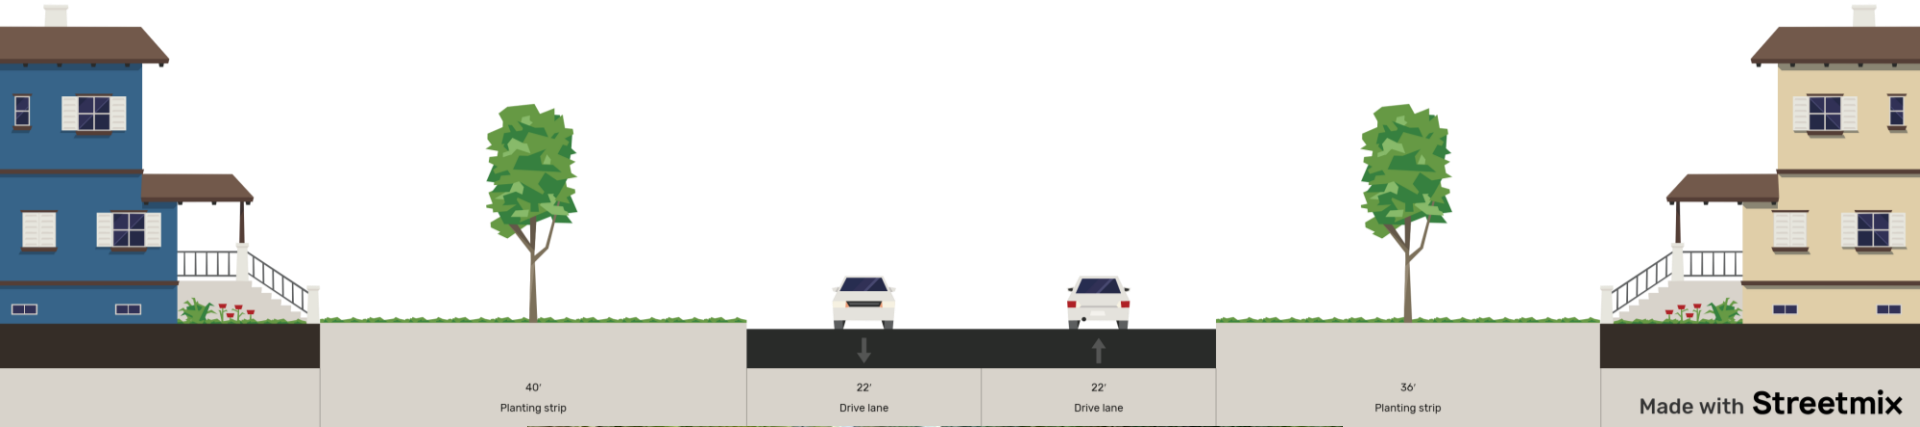 40'
22'
22'
36'
Planting strip
Drive lane
Drive lane
Planting strip
Made with Streetmix